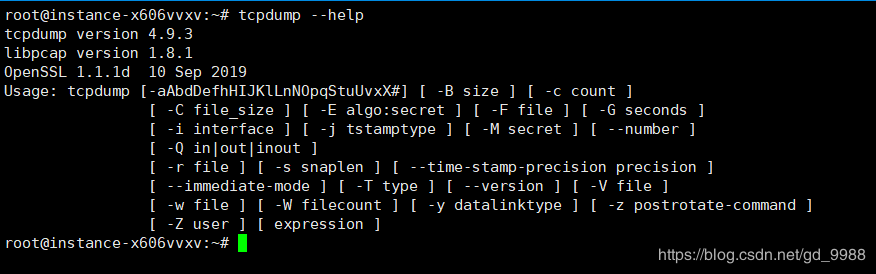 root@instance-x606vvxv:~# tcpdump --help
tcpdump version 4.9.3
libpcap version 1.8.1
OpenSSL 1.1.1d  10 Sep 2019
Usage: tcpdump [-aAbdDefhHIJKlLnNOpqStuUvxX#] [ -B size ] [ -c count ]
[ -C file_size ] [ -E algo:secret ] [ -F file ] [ -G seconds ]
[ -i interface ] [ -j tstamptype ] [ -M secret ] [ --number ]
[ -Q in|out|inout ]
[ -r file ] [ -s snaplen ] [ --time-stamp-precision precision ]
[ --immediate-mode ] [ -T type ] [ --version ] [ -V file ]
[ -w file ] [ -W filecount ] [ -y datalinktype ] [ -z postrotate-command ]
[ -Z user ] [ expression ]
root@instance-x606vvxv:~#
https://blog.csdn.net/gd_9988